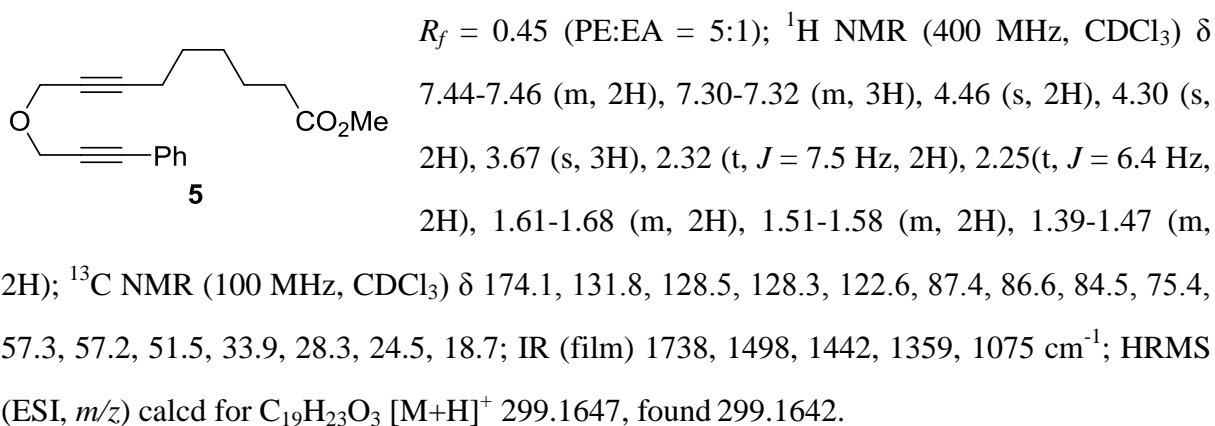 R_f = 0.45 (PE:EA = 5:1); ¹H NMR (400 MHz, CDCl₃) δ
7.44-7.46 (m, 2H), 7.30-7.32 (m, 3H), 4.46 (s, 2H), 4.30 (s,
2H), 3.67 (s, 3H), 2.32 (t, J = 7.5 Hz, 2H), 2.25(t, J = 6.4 Hz,
2H), 1.61-1.68 (m, 2H), 1.51-1.58 (m, 2H), 1.39-1.47 (m,
O
CO₂Me
Ph
5
2H); ¹³C NMR (100 MHz, CDCl₃) δ 174.1, 131.8, 128.5, 128.3, 122.6, 87.4, 86.6, 84.5, 75.4,
57.3, 57.2, 51.5, 33.9, 28.3, 24.5, 18.7; IR (film) 1738, 1498, 1442, 1359, 1075 cm⁻¹; HRMS
(ESI, m/z) calcd for C₁₉H₂₃O₃ [M+H]⁺ 299.1647, found 299.1642.